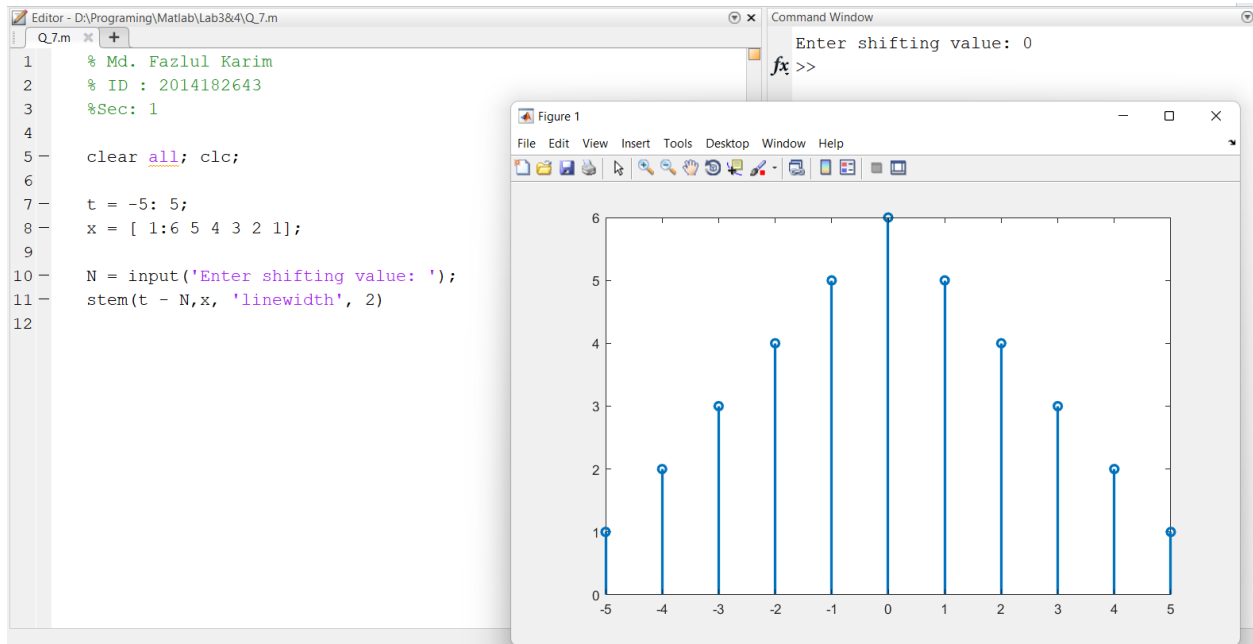 Editor - D:\Programing\Matlab\Lab3&4\Q_7.m
Q_7.m
1 % Md. Fazlul Karim
2 % ID : 2014182643
3 %Sec: 1
4
5 clear all; clc;
6
7 t = -5: 5;
8 x = [ 1:6 5 4 3 2 1];
9
10 N = input('Enter shifting value: ');
11 stem(t - N,x, 'linewidth', 2)
12
Command Window
Enter shifting value: 0
fx >>
Figure 1
File Edit View Insert Tools Desktop Window Help
6
5
4
3
2
1
0
-5 -4 -3 -2 -1 0 1 2 3 4 5